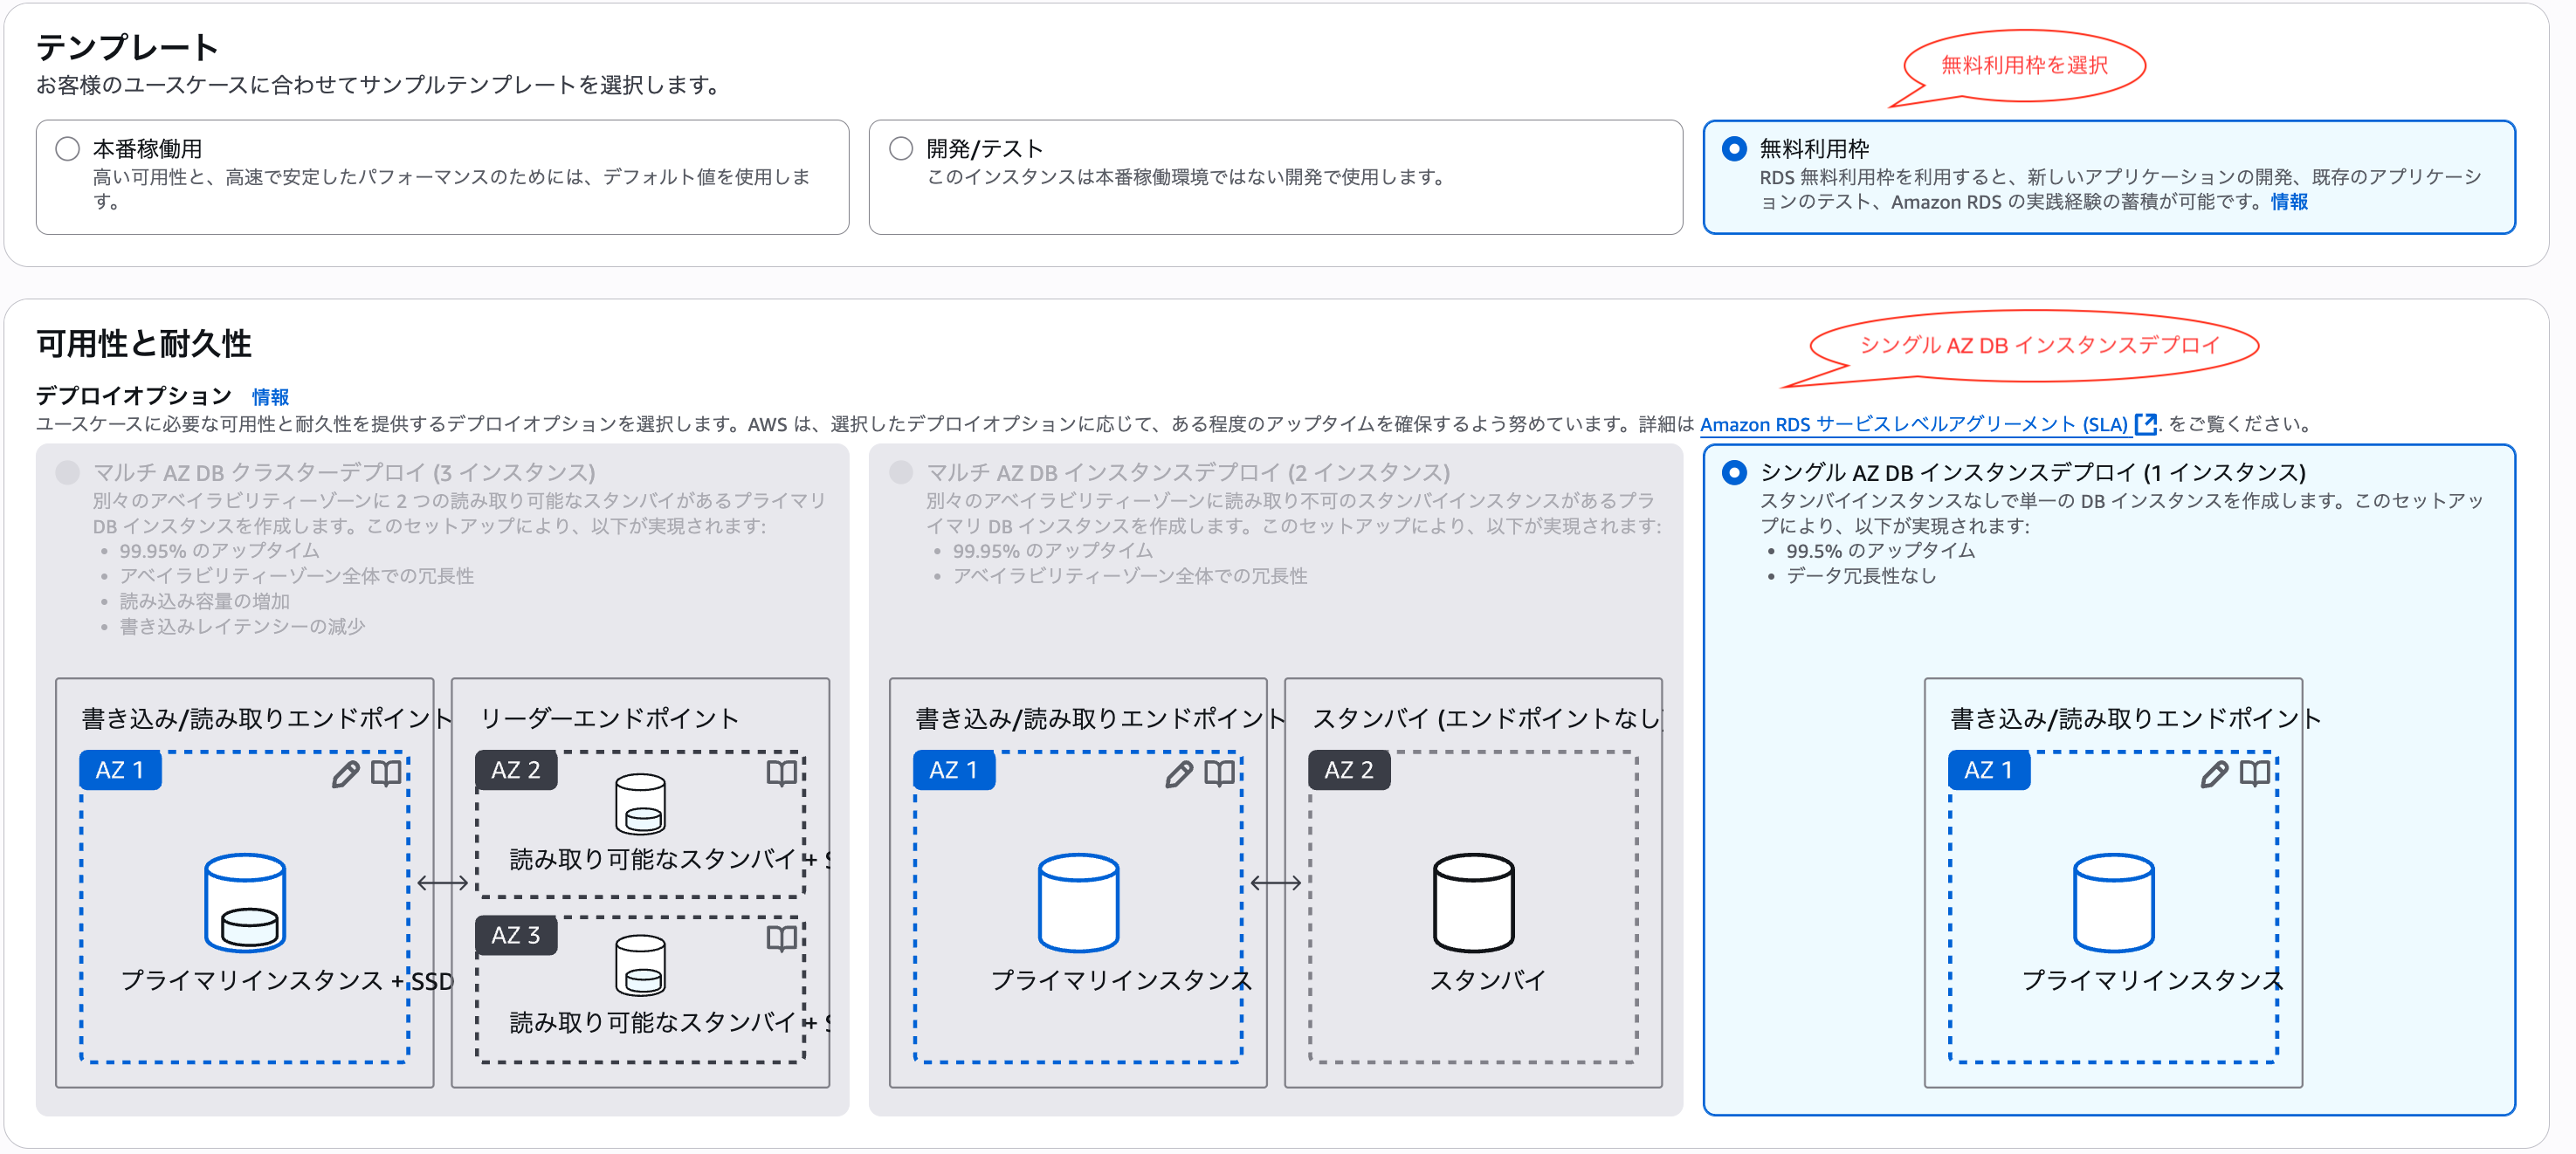 テンプレート
お客様のユースケースに合わせてサンプルテンプレートを選択します。
無料利用枠を選択
本番稼働用
高い可用性と、高速で安定したパフォーマンスのためには、デフォルト値を使用しま
す。
開発/テスト
このインスタンスは本番稼働環境ではない開発で使用します。
無料利用枠
RDS 無料利用枠を利用すると、新しいアプリケーションの開発、既存のアプリケーシ
ョンのテスト、Amazon RDS の実践経験の蓄積が可能です。情報
可用性と耐久性
シングル AZ DB インスタンスデプロイ
デプロイオプション 情報
ユースケースに必要な可用性と耐久性を提供するデプロイオプションを選択します。AWS は、選択したデプロイオプションに応じて、ある程度のアップタイムを確保するよう努めています。詳細は Amazon RDS サービスレベルアグリーメント (SLA) . をご覧ください。
マルチ AZ DB クラスターデプロイ (3 インスタンス)
別々のアベイラビリティーゾーンに 2 つの読み取り可能なスタンバイがあるプライマリ
DB インスタンスを作成します。このセットアップにより、以下が実現されます:
• 99.95% のアップタイム
• アベイラビリティーゾーン全体での冗長性
• 読み込み容量の増加
• 書き込みレイテンシーの減少
書き込み/読み取りエンドポイント
AZ 1
プライマリインスタンス + SSD
リーダーエンドポイント
AZ 2
読み取り可能なスタンバイ + S
AZ 3
読み取り可能なスタンバイ + S
マルチ AZ DB インスタンスデプロイ (2 インスタンス)
別々のアベイラビリティーゾーンに読み取り不可のスタンバイインスタンスがあるプラ
イマリ DB インスタンスを作成します。このセットアップにより、以下が実現されます:
• 99.95% のアップタイム
• アベイラビリティーゾーン全体での冗長性
書き込み/読み取りエンドポイント
AZ 1
プライマリインスタンス
スタンバイ (エンドポイントなし
AZ 2
スタンバイ
シングル AZ DB インスタンスデプロイ (1 インスタンス)
スタンバイインスタンスなしで単一の DB インスタンスを作成します。このセットアッ
プにより、以下が実現されます:
• 99.5% のアップタイム
• データ冗長性なし
書き込み/読み取りエンドポイント
AZ 1
プライマリインスタンス